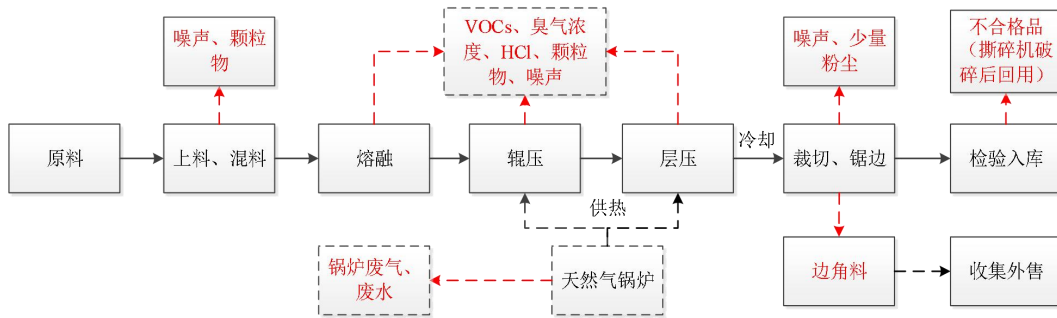 噪声、颗粒
物
VOCs、臭气浓
度、HCl、颗粒
物、噪声
噪声、少量
粉尘
不合格品
（撕碎机破
碎后回用）
原料
上料、混料
熔融
辊压
层压
冷却
裁切、锯边
检验入库
供热
锅炉废气、
废水
天然气锅炉
边角料
收集外售